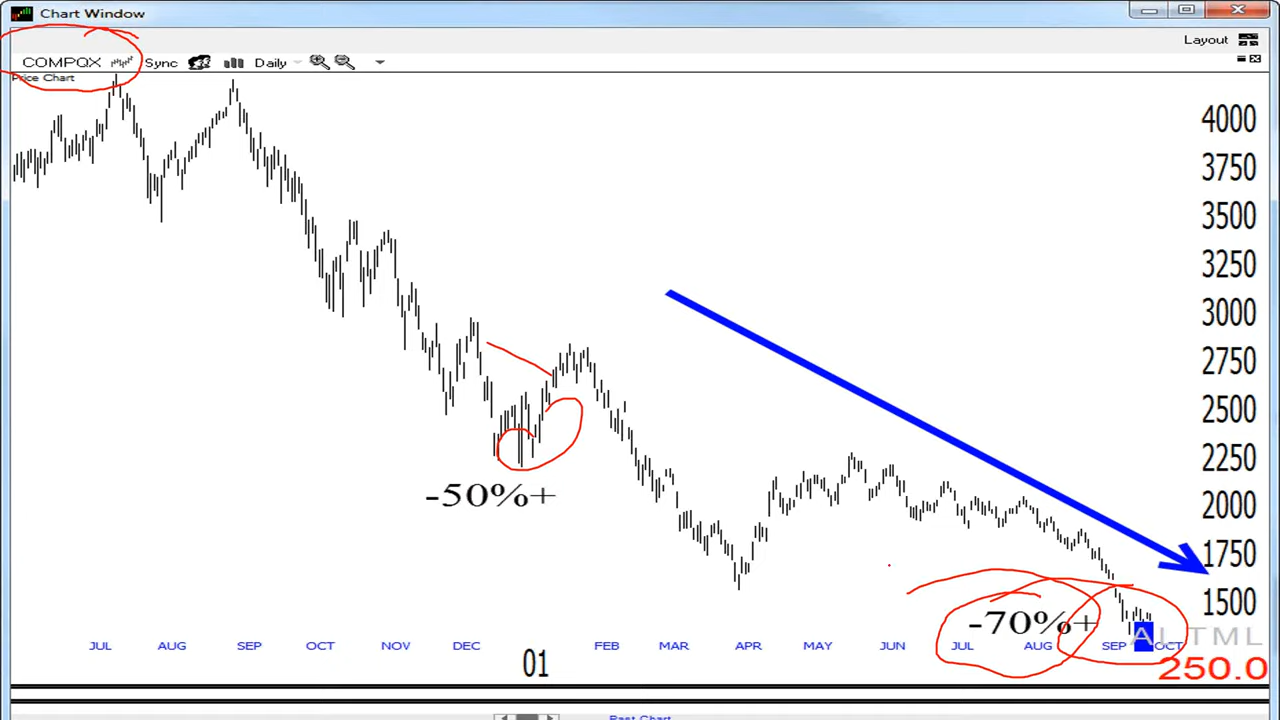 Chart Window
Layout
COMPQX Sync Daily
Price Chart
4000
3750
3500
3250
3000
2750
2500
2250
2000
1750
1500
-50%+
-70%+
JUL AUG SEP OCT NOV DEC 01 FEB MAR APR MAY JUN JUL AUG SEP OCT
250.0
Past Chart